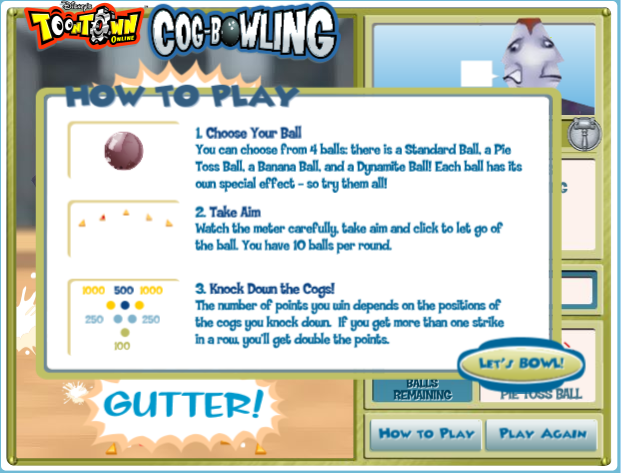 Disney's
TOONTOWN
ONLINE
COG-BOWLING
HOW TO PLAY
1. Choose Your Ball
You can choose from 4 balls: there is a Standard Ball, a Pie
Toss Ball, a Banana Ball, and a Dynamite Ball! Each ball has its
own special effect - so try them all!
2. Take Aim
Watch the meter carefully, take aim and click to let go of
the ball. You have 10 balls per round.
3. Knock Down the Cogs!
The number of points you win depends on the positions of
the cogs you knock down. If you get more than one strike
in a row, you'll get double the points.
1000 500 1000
250 250
100
LET'S BOWL!
BALLS
REMAINING
PIE TOSS BALL
GUTTER!
HOW TO PLAY
PLAY AGAIN